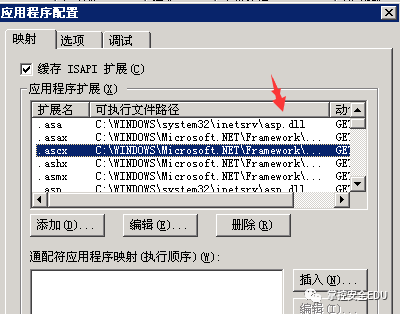 应用程序配置
映射 选项 调试
缓存 ISAPI 扩展(C)
应用程序扩展(X)
扩展名 可执行文件路径 动
.asa C:\WINDOWS\system32\inetsrv\asp.dll GE
.asax C:\WINDOWS\Microsoft.NET\Framework\... GE
.ascx C:\WINDOWS\Microsoft.NET\Framework\... GE
.ashx C:\WINDOWS\Microsoft.NET\Framework\... GE
.asmx C:\WINDOWS\Microsoft.NET\Framework\... GE
.asp C:\WINDOWS\system32\inetsrv\asp.dll GE
添加(D)... 编辑(E)... 删除(R)
通配符应用程序映射(执行顺序)(W):
插入(N)...
掌控安全EDU
编辑(I)...